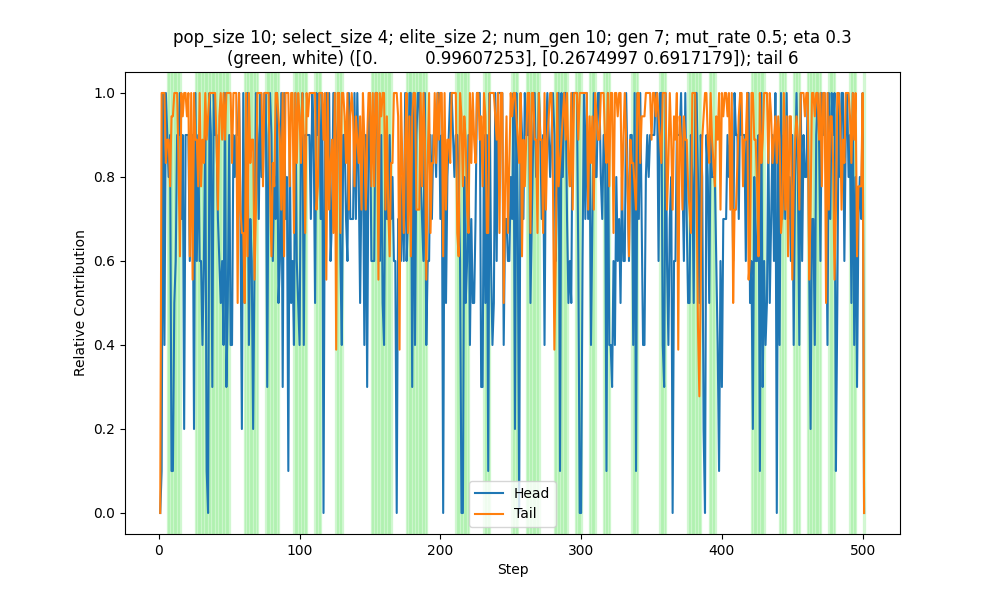 pop_size 10; select_size 4; elite_size 2; num_gen 10; gen 7; mut_rate 0.5; eta 0.3
(green, white) ([0. 0.99607253], [0.2674997 0.6917179]); tail 6
1.0
0.8
0.6
0.4
0.2
0.0
Relative Contribution
Head
Tail
0 100 200 300 400 500
Step